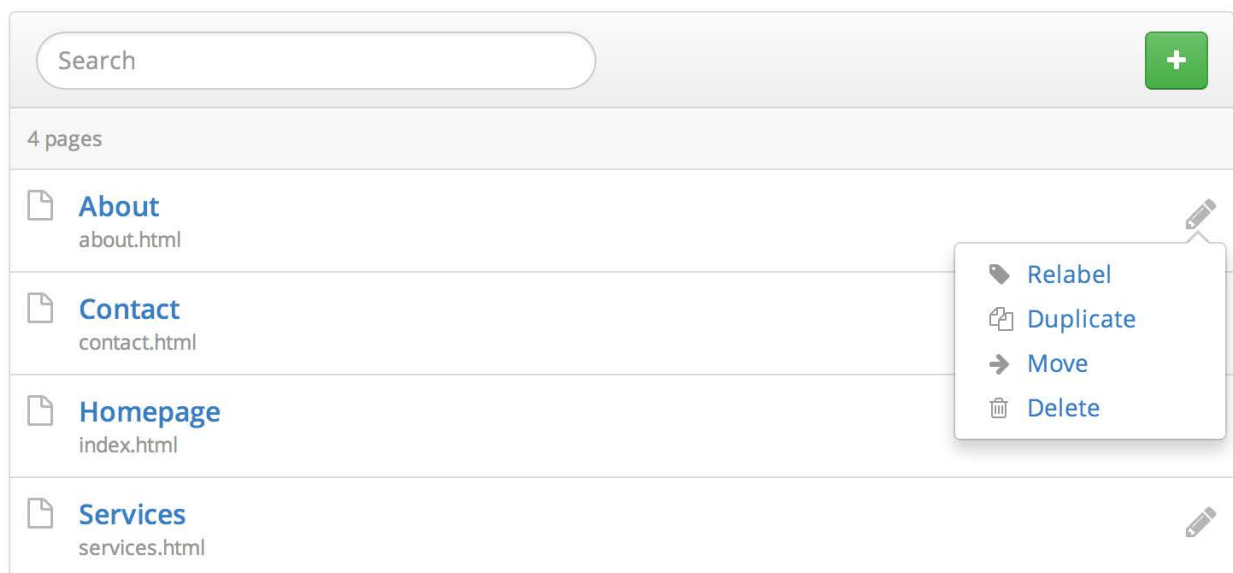 Search
+
4 pages
About
about.html
Relabel
Contact
Duplicate
contact.html
Move
Homepage
Delete
index.html
Services
services.html